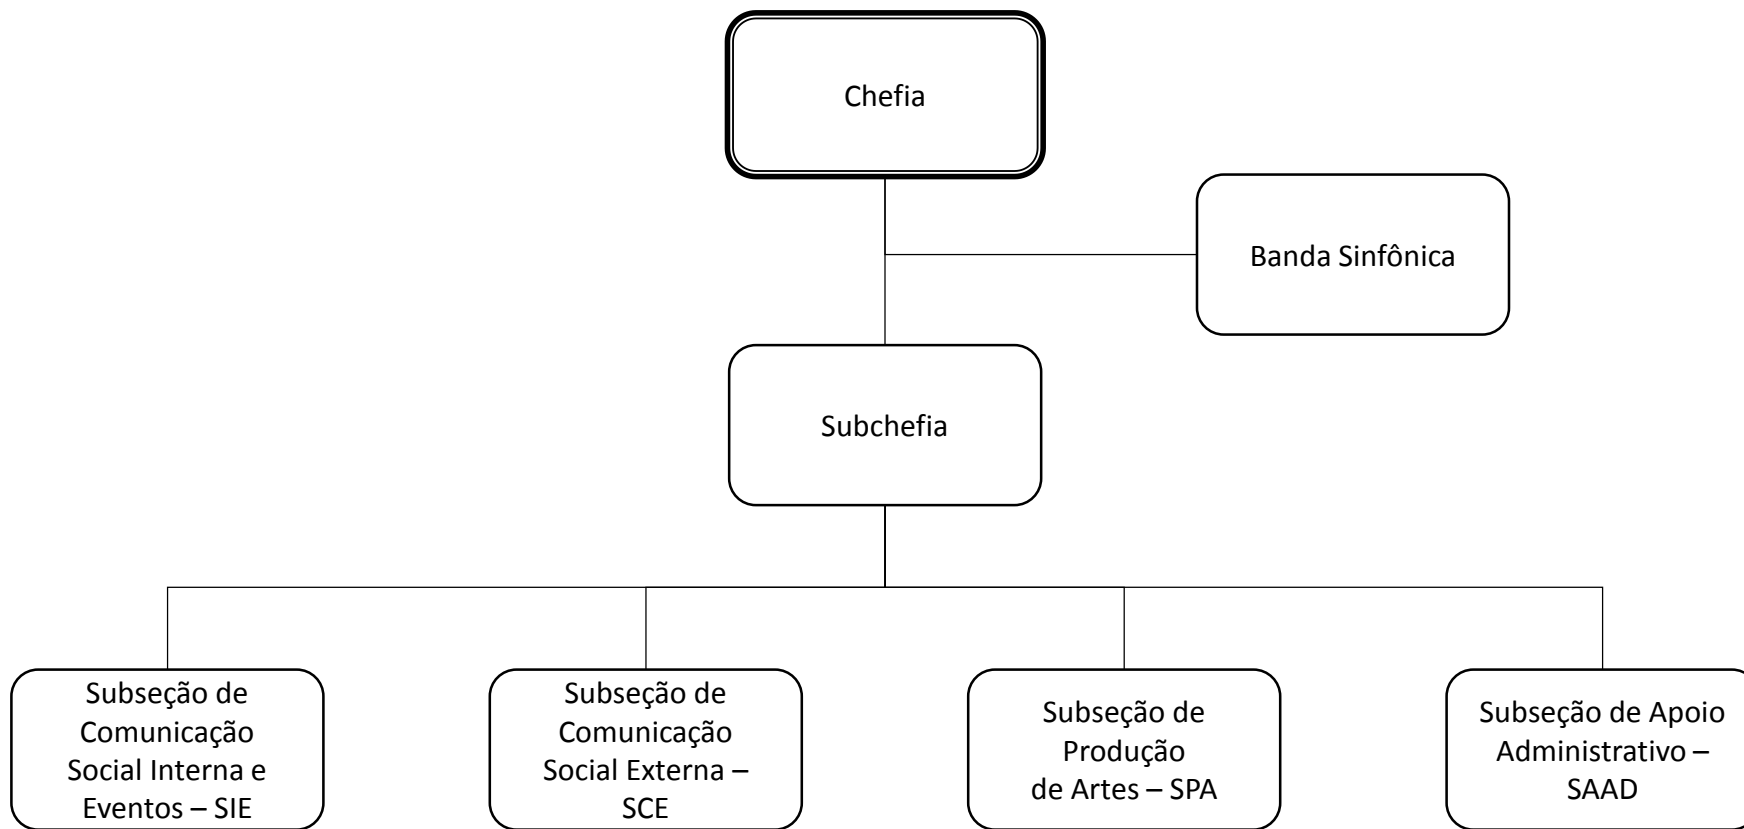 Chefia
Banda Sinfônica
Subchefia
Subseção de
Comunicação
Social Interna e
Eventos – SIE
Subseção de
Comunicação
Social Externa –
SCE
Subseção de
Produção
de Artes – SPA
Subseção de Apoio
Administrativo –
SAAD